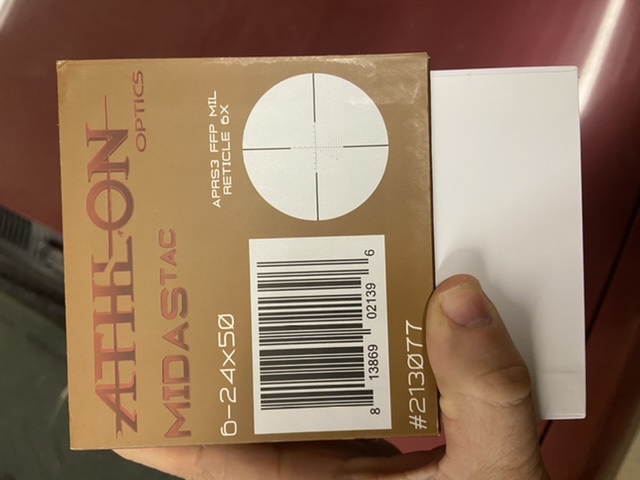 ATHLON
OPTICS
MIDAS TAC
6-24x50
APRS3 FFP MIL
RETICLE 6X
8 13869 02139 6
#213077